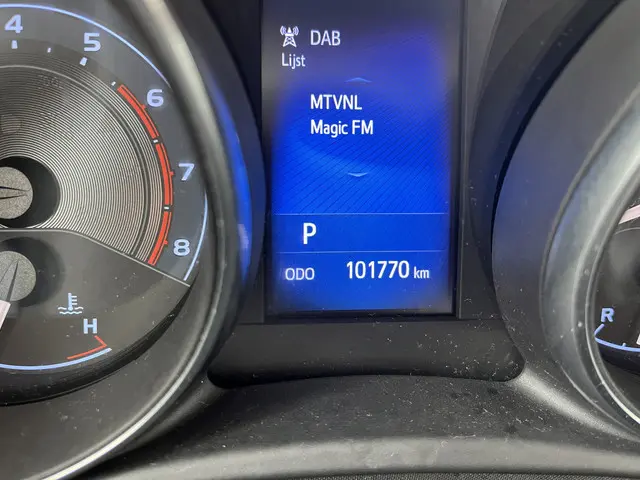 4
5
6
7
8
H
DAB
Lijst
MTVNL
Magic FM
P
ODO 101770 km
R